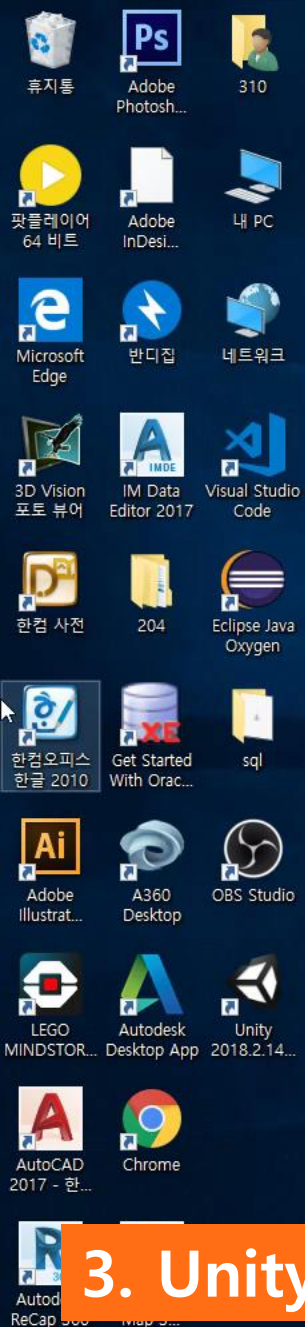 Ps
휴지통
Adobe
Photosh...
310
팟플레이어
64 비트
Adobe
InDesi...
내 PC
Microsoft
Edge
반디집
네트워크
A
IMDE
3D Vision
포토 뷰어
IM Data
Editor 2017
Visual Studio
Code
한컴 사전
204
Eclipse Java
Oxygen
XE
한컴오피스
한글 2010
Get Started
With Orac...
sql
Ai
Adobe
Illustrat...
A360
Desktop
OBS Studio
LEGO
MINDSTOR...
Autodesk
Desktop App
Unity
2018.2.14...
A
AutoCAD
2017 - 한...
Chrome
R
3. Unity